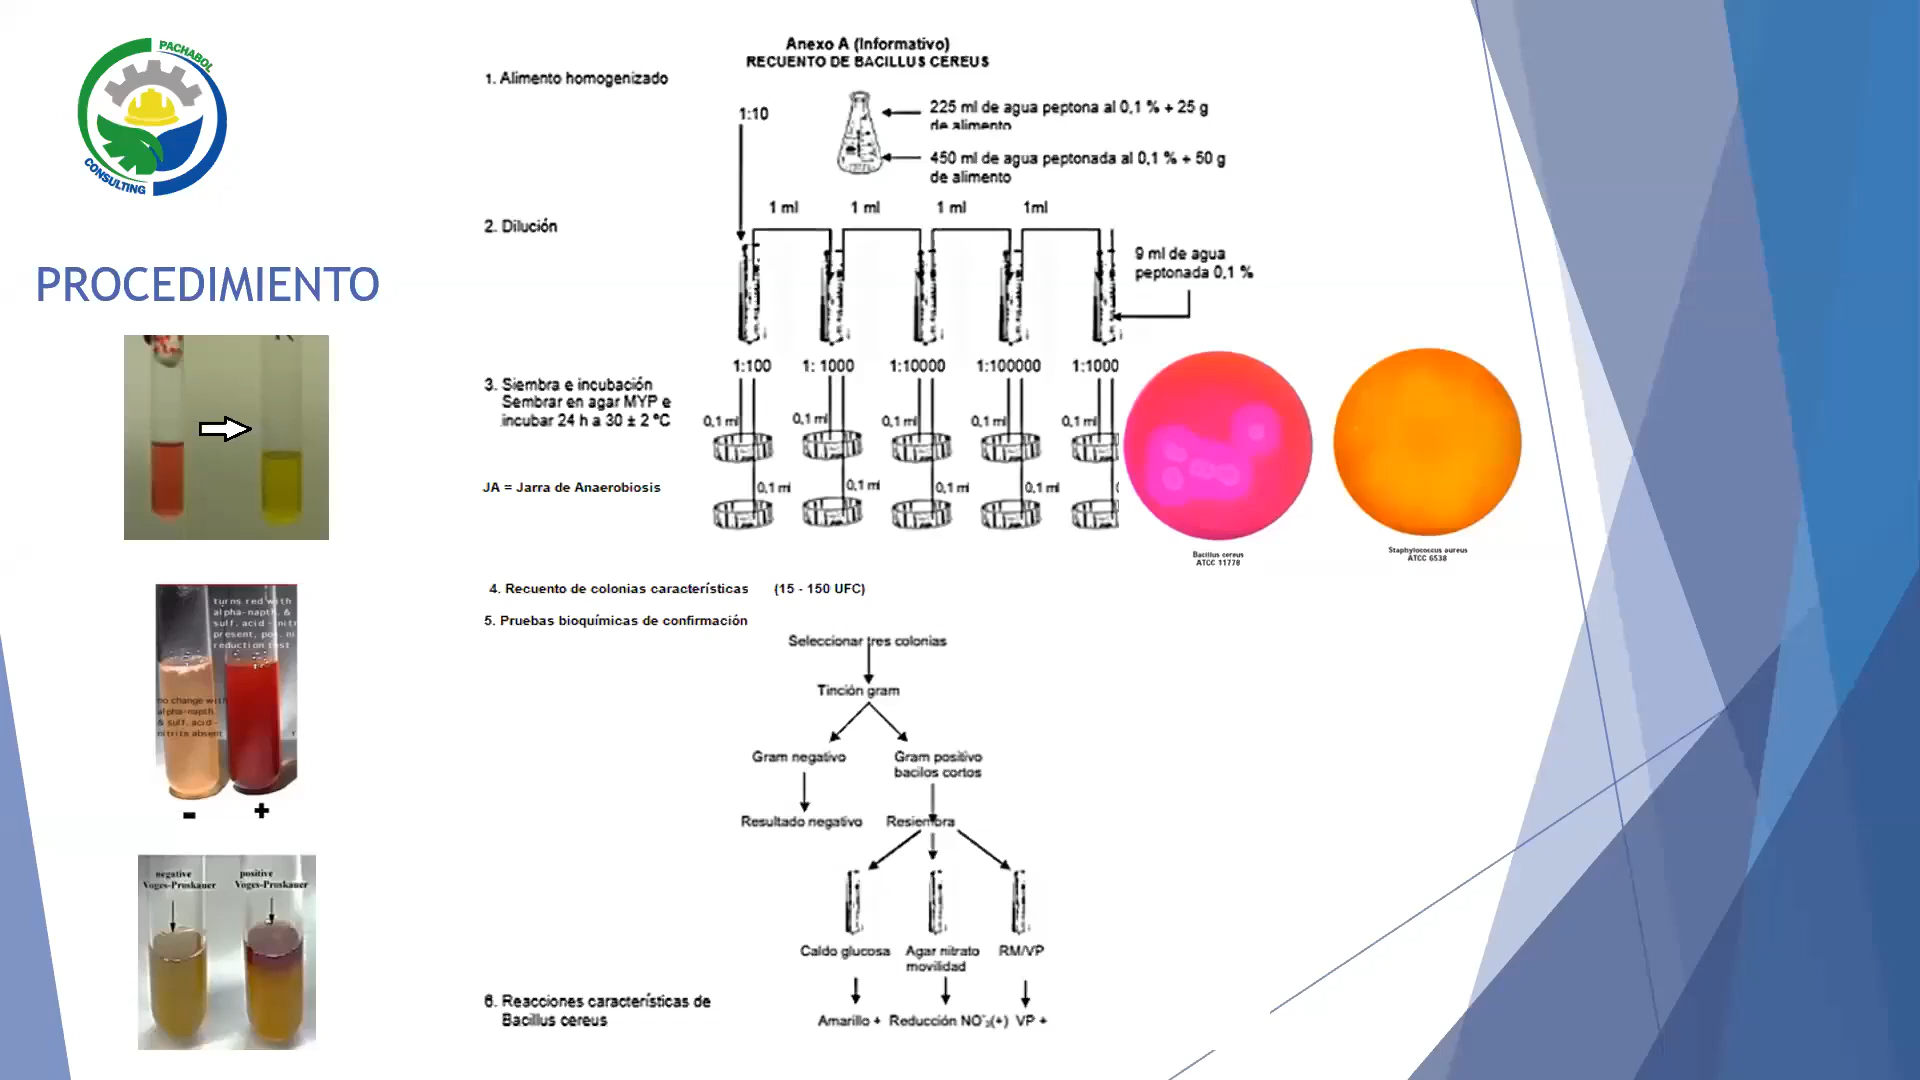 PACHABOL
CONSULTING
PROCEDIMIENTO
Anexo A (Informativo)
RECUENTO DE BACILLUS CEREUS
1. Alimento homogenizado
1:10
225 ml de agua peptona al 0,1 % + 25 g
de alimento
450 ml de agua peptonada al 0,1 % + 50 g
de alimento
1 ml 1 ml 1 ml 1ml
2. Dilución
9 ml de agua
peptonada 0,1 %
1:100 1: 1000 1:10000 1:100000 1:1000
3. Siembra e incubación
Sembrar en agar MYP e
incubar 24 h a 30 ± 2 ºC
0,1 ml 0,1 ml 0,1 ml 0,1 ml 0,1 ml
JA = Jarra de Anaerobiosis
0,1 ml 0,1 ml 0,1 ml 0,1 ml
Bacillus cereus
ATCC 11778
Staphylococcus aureus
ATCC 6538
4. Recuento de colonias características (15 - 150 UFC)
5. Pruebas bioquímicas de confirmación
Seleccionar tres colonias
Tinción gram
Gram negativo
Gram positivo
bacilos cortos
Resultado negativo
Resiembra
Caldo glucosa
Agar nitrato
movilidad
RM/VP
6. Reacciones características de
Bacillus cereus
Amarillo + Reducción NO⁻₃(+) VP +
turns red with
alpha-napth. &
sulf. acid - nitr
present, pos. ni
reduction test
no change with
alpha-napth.
& sulf. acid -
nitrits absent
r
- +
negative
Voges-Proskauer
positive
Voges-Proskauer